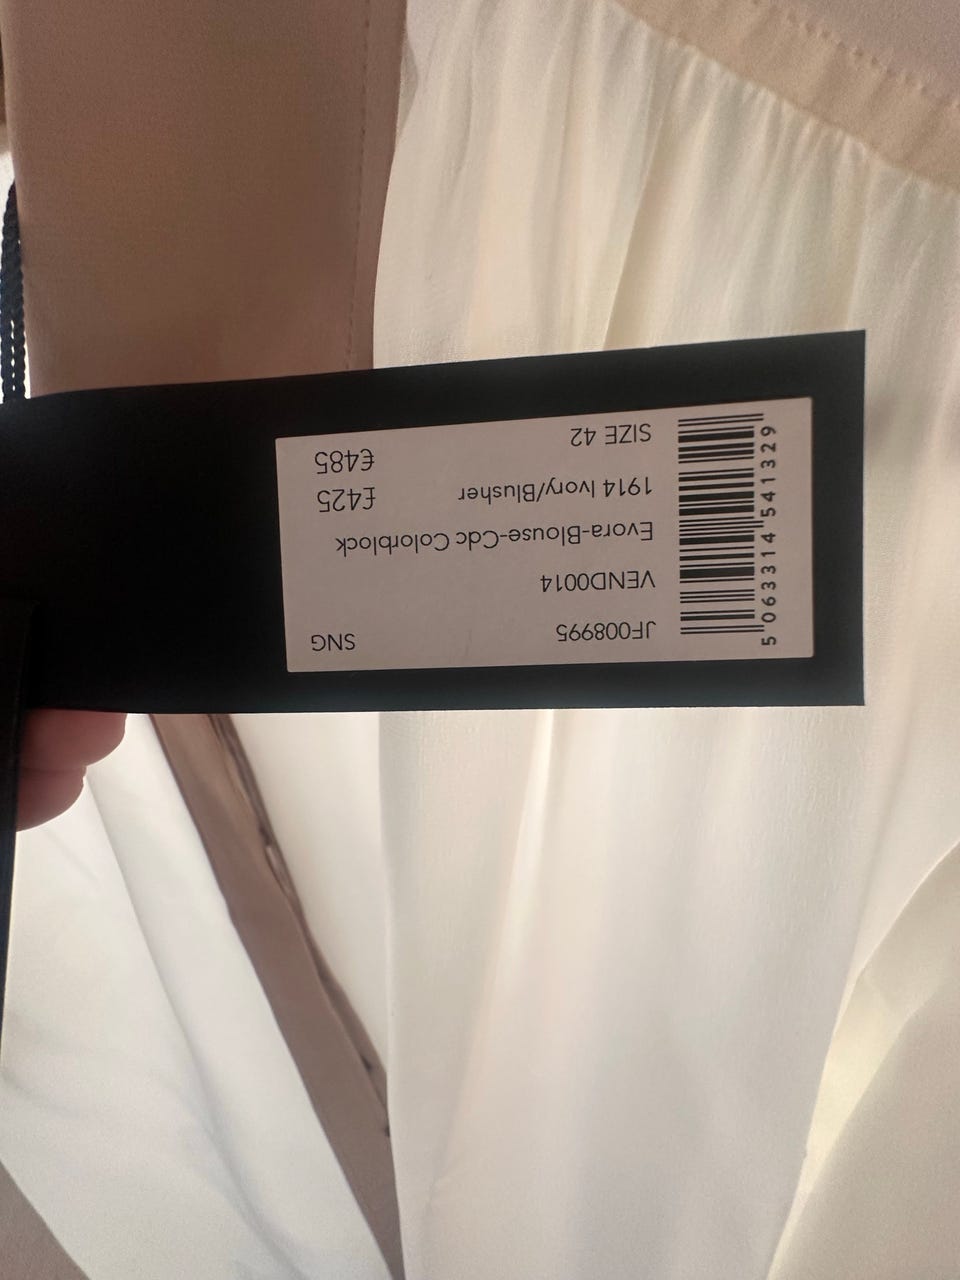 JF008995 SNG
VEND0014
Evora-Blouse-Cdc Colorblock
1914 Ivory/Blusher £425
SIZE 42 €485
5 063314 541329